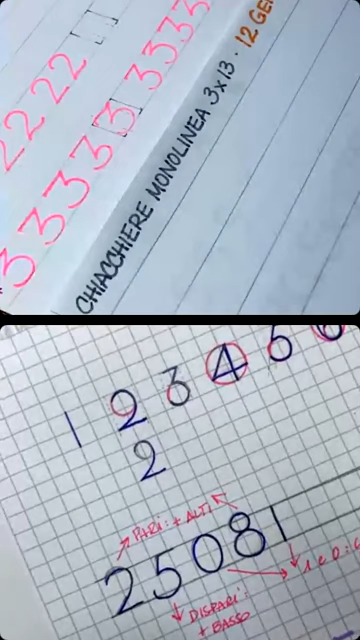 2222
33333 3333
CHIACCHIERE MONOLINEA 3x13 · 12 GEN
1 2 3 4 5 6
2
PARI: + ALTI
25081
1 e 0:
DISPARI:
+ BASSO